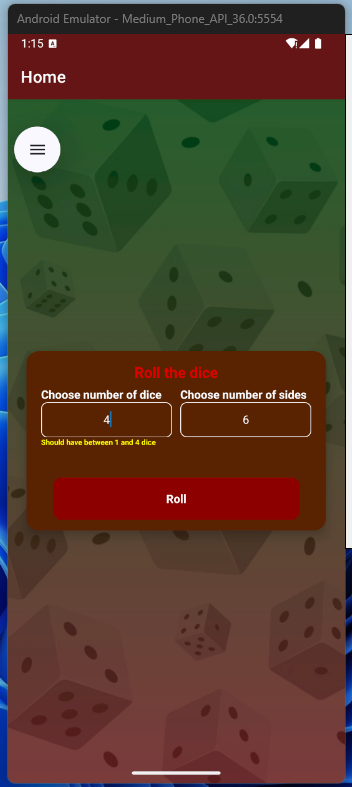 Android Emulator - Medium_Phone_API_36.0:5554
1:15 A
Home
Roll the dice
Choose number of dice Choose number of sides
4 6
Should have between 1 and 4 dice
Roll